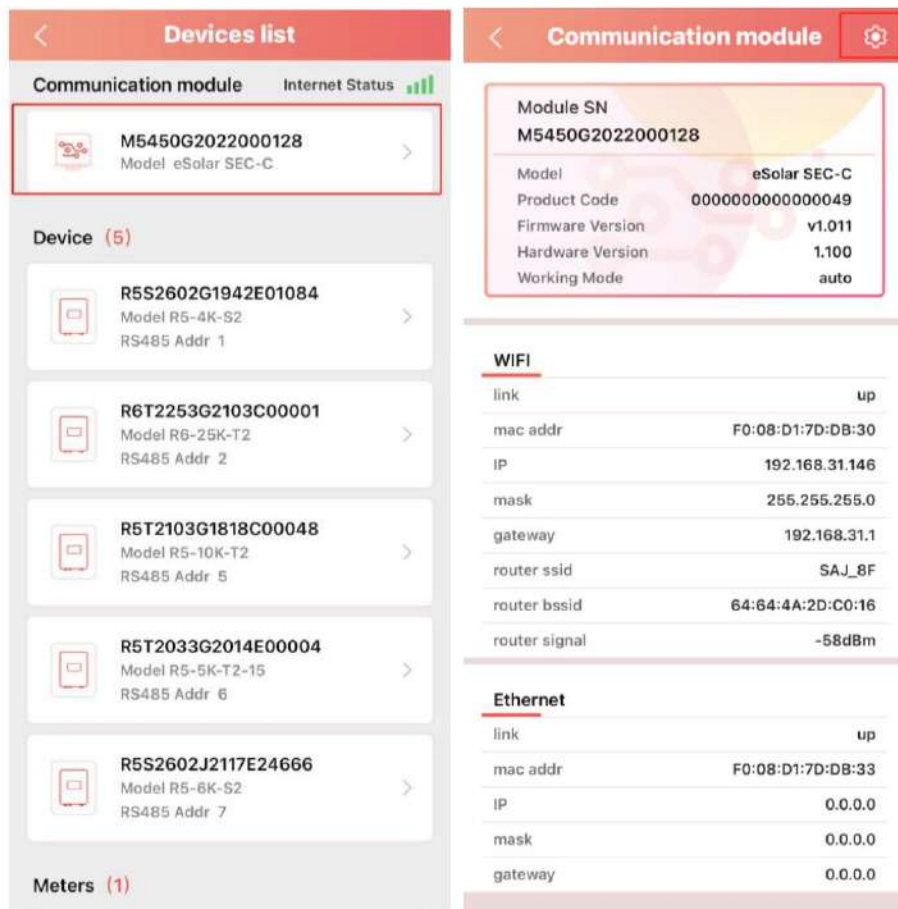 Devices list
Communication module Internet Status
M5450G2022000128
Model eSolar SEC-C
Device (5)
R5S2602G1942E01084
Model R5-4K-S2
RS485 Addr 1
R6T2253G2103C00001
Model R6-25K-T2
RS485 Addr 2
R5T2103G1818C00048
Model R5-10K-T2
RS485 Addr 5
R5T2033G2014E00004
Model R5-5K-T2-15
RS485 Addr 6
R5S2602J2117E24666
Model R5-6K-S2
RS485 Addr 7
Meters (1)
Communication module
Module SN
M5450G2022000128
Model eSolar SEC-C
Product Code 0000000000000049
Firmware Version v1.011
Hardware Version 1.100
Working Mode auto
WIFI
link up
mac addr F0:08:D1:7D:DB:30
IP 192.168.31.146
mask 255.255.255.0
gateway 192.168.31.1
router ssid SAJ_8F
router bssid 64:64:4A:2D:C0:16
router signal -58dBm
Ethernet
link up
mac addr F0:08:D1:7D:DB:33
IP 0.0.0.0
mask 0.0.0.0
gateway 0.0.0.0